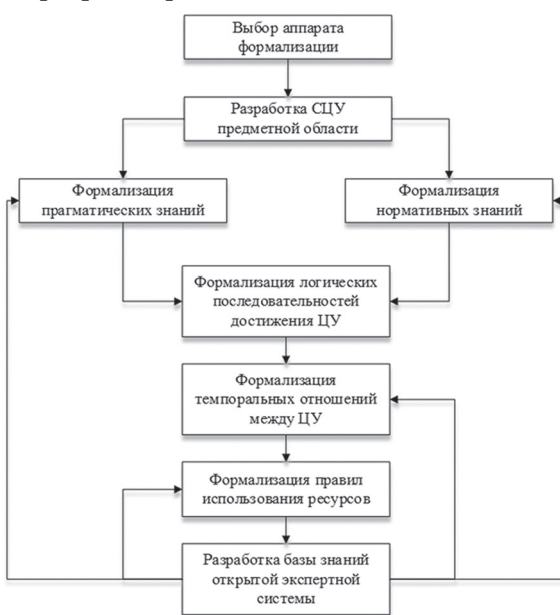 Выбор аппарата
формализации
Разработка СЦУ
предметной области
Формализация
прагматических знаний
Формализация
нормативных знаний
Формализация логических
последовательностей
достижения ЦУ
Формализация
темпоральных отношений
между ЦУ
Формализация правил
использования ресурсов
Разработка базы знаний
открытой экспертной
системы